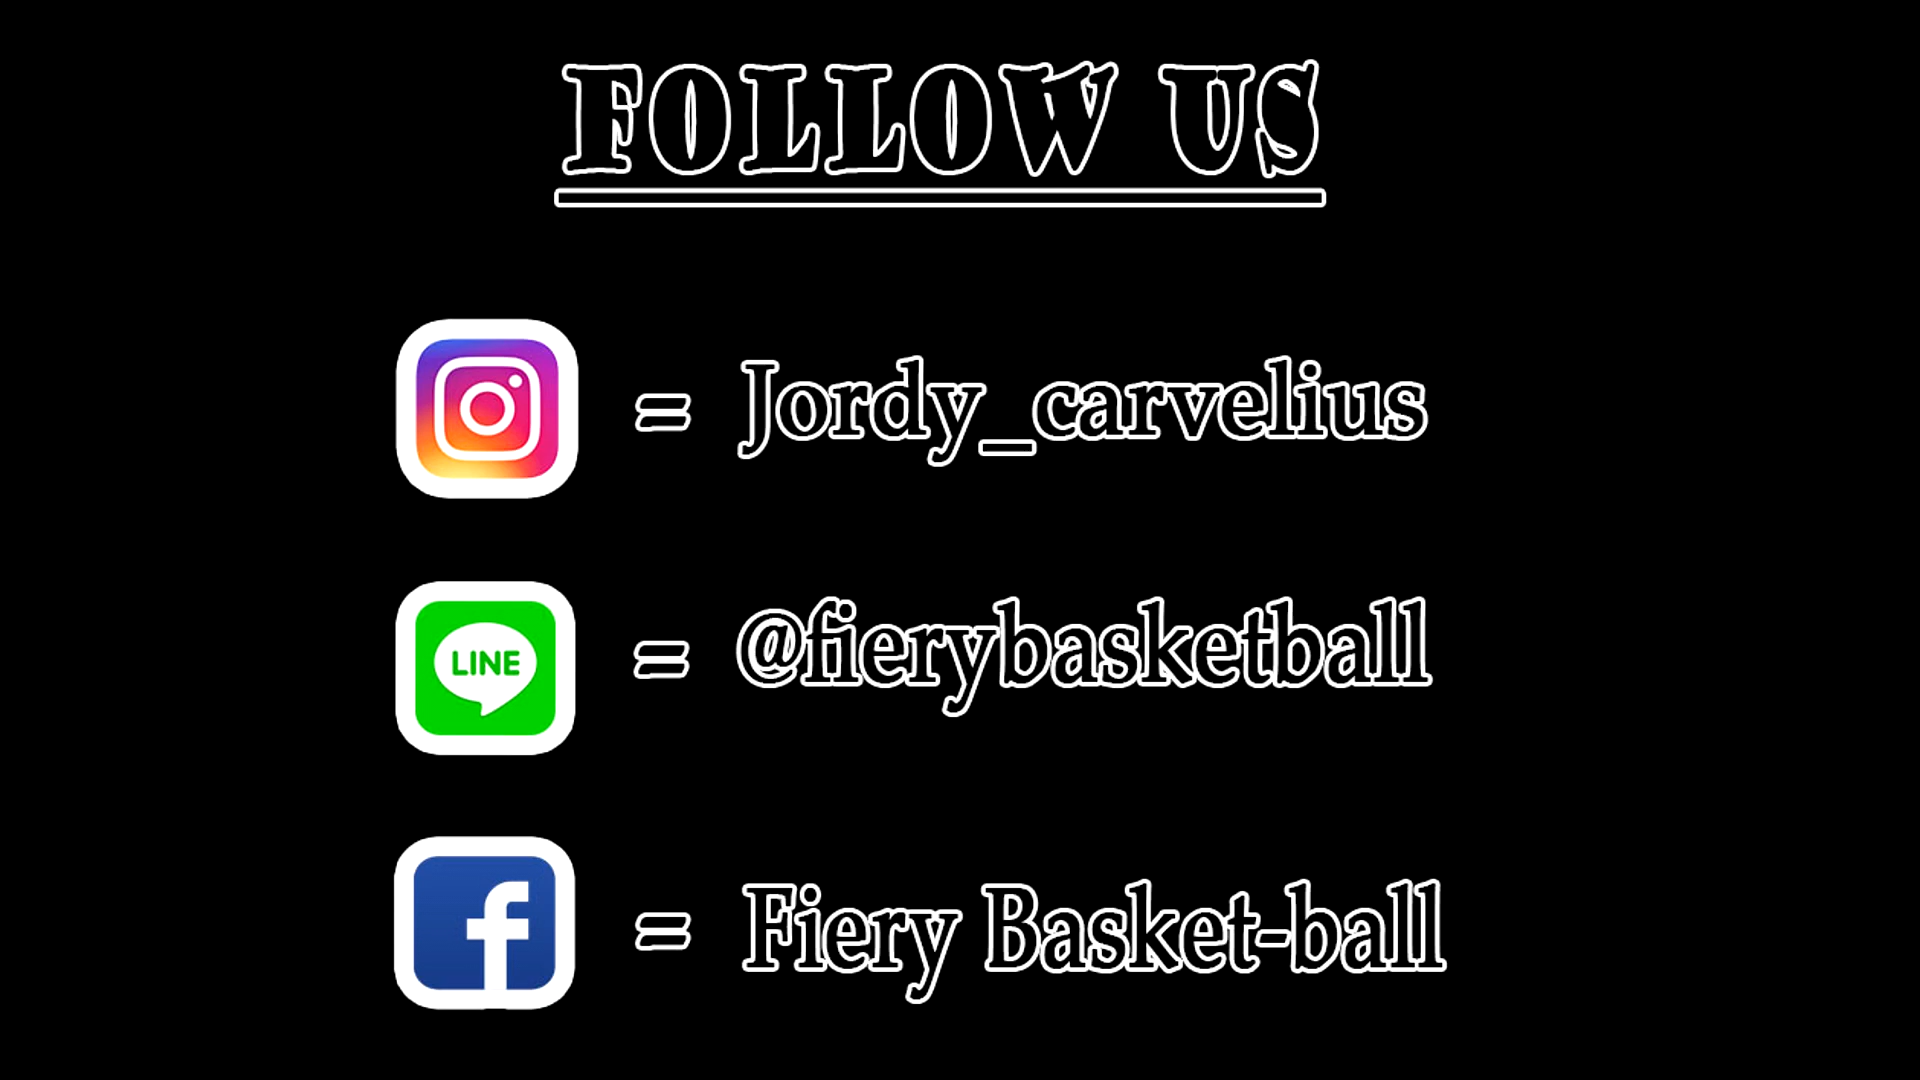 FOLLOW US
= Jordy_carvelius
LINE = @fierybasketball
f = Fiery Basket-ball